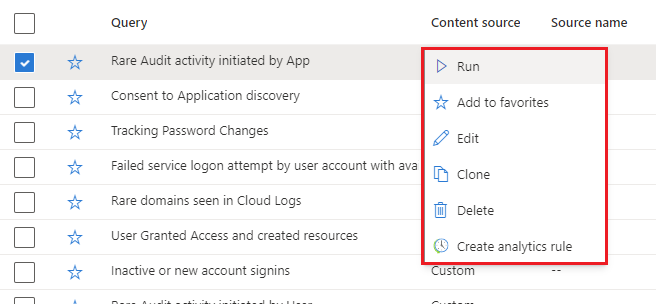 Query Content source Source name
Rare Audit activity initiated by App
Run
Consent to Application discovery
Add to favorites
Tracking Password Changes
Edit
Failed service logon attempt by user account with ava
Clone
Rare domains seen in Cloud Logs
Delete
User Granted Access and created resources
Create analytics rule
Inactive or new account signins Custom --
Rare Audit activity initiated by User